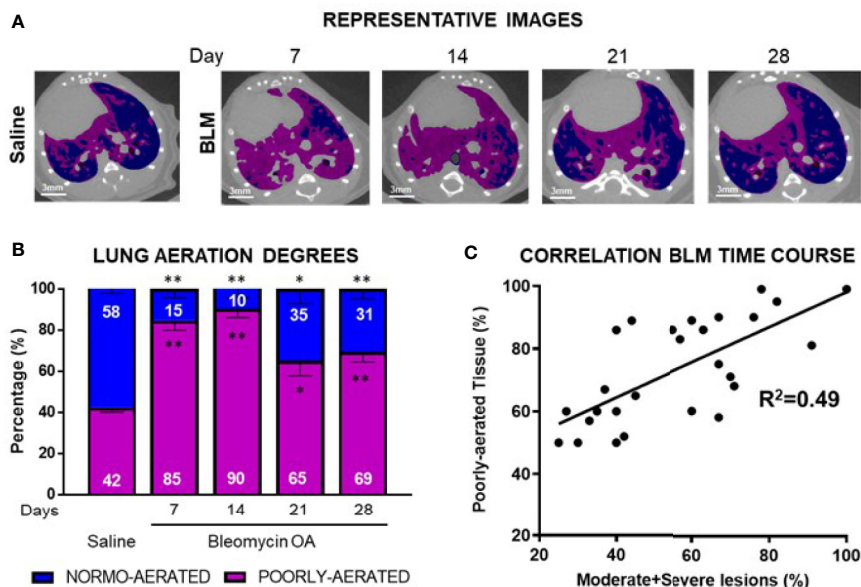 A
REPRESENTATIVE IMAGES
Day 7 14 21 28
Saline
BLM
3mm
3mm
3mm
3mm
3mm
B
LUNG AERATION DEGREES
** ** * **
100
80
60
40
20
0
Percentage (%)
58 15 10 35 31
** ** * **
42 85 90 65 69
Days 7 14 21 28
Saline Bleomycin OA
NORMO-AERATED POORLY-AERATED
C
CORRELATION BLM TIME COURSE
100
80
60
40
20
Poorly-aerated Tissue (%)
R²=0.49
20 40 60 80 100
Moderate+Severe lesions (%)